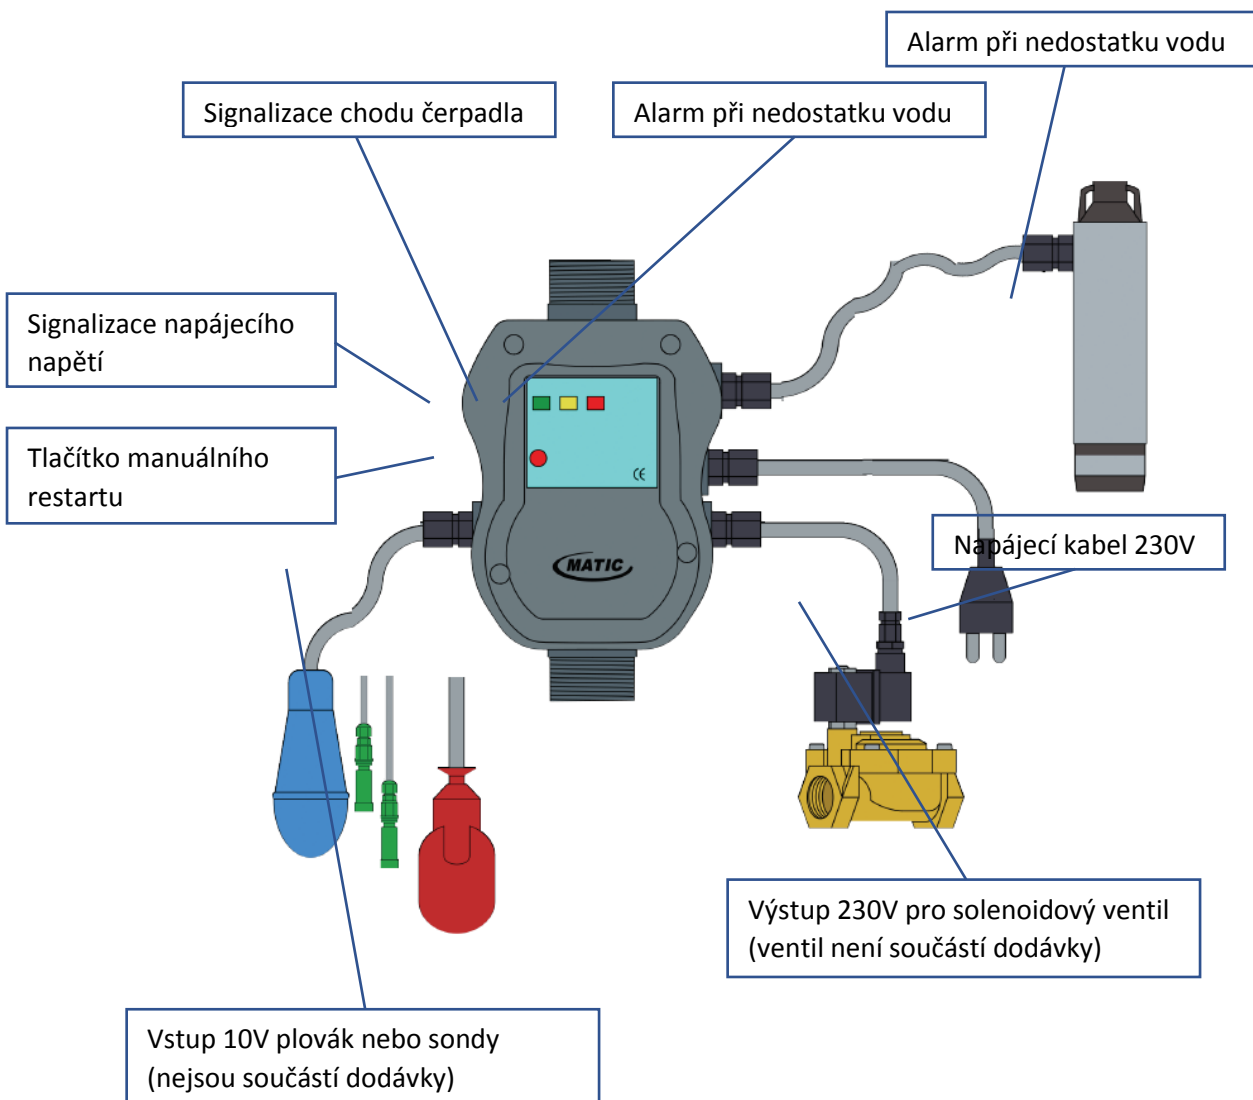 Alarm při nedostatku vodu
Signalizace chodu čerpadla
Alarm při nedostatku vodu
Signalizace napájecího
napětí
Tlačítko manuálního
restartu
CE
MATIC
Napájecí kabel 230V
Výstup 230V pro solenoidový ventil
(ventil není součástí dodávky)
Vstup 10V plovák nebo sondy
(nejsou součástí dodávky)